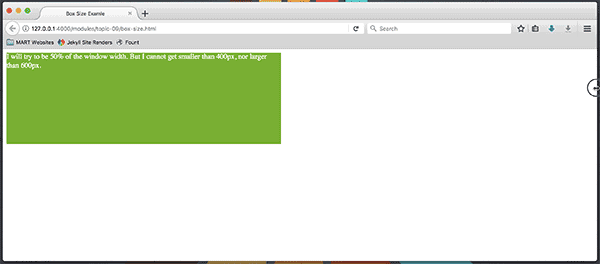 Box Size Examle
127.0.0.1:4000/modules/topic-06/box-size.html
Search
MART Websites
Jekyll Site Renders
Fount
I will try to be 50% of the window width. But I cannot get smaller than 400px, nor larger
than 600px.